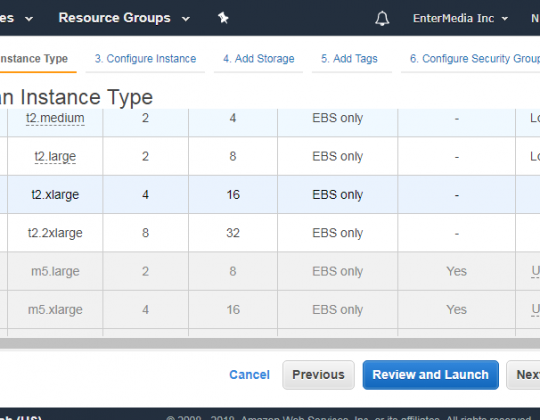 es Resource Groups EnterMedia Inc N
nstance Type 3. Configure Instance 4. Add Storage 5. Add Tags 6. Configure Security Group
an Instance Type
t2.medium 2 4 EBS only - Lo
t2.large 2 8 EBS only - Lo
t2.xlarge 4 16 EBS only -
t2.2xlarge 8 32 EBS only -
m5.large 2 8 EBS only Yes U
m5.xlarge 4 16 EBS only Yes U
Cancel Previous Review and Launch Next
sh (US) © 2008 - 2018, Amazon Web Services, Inc. or its affiliates. All rights reserved.